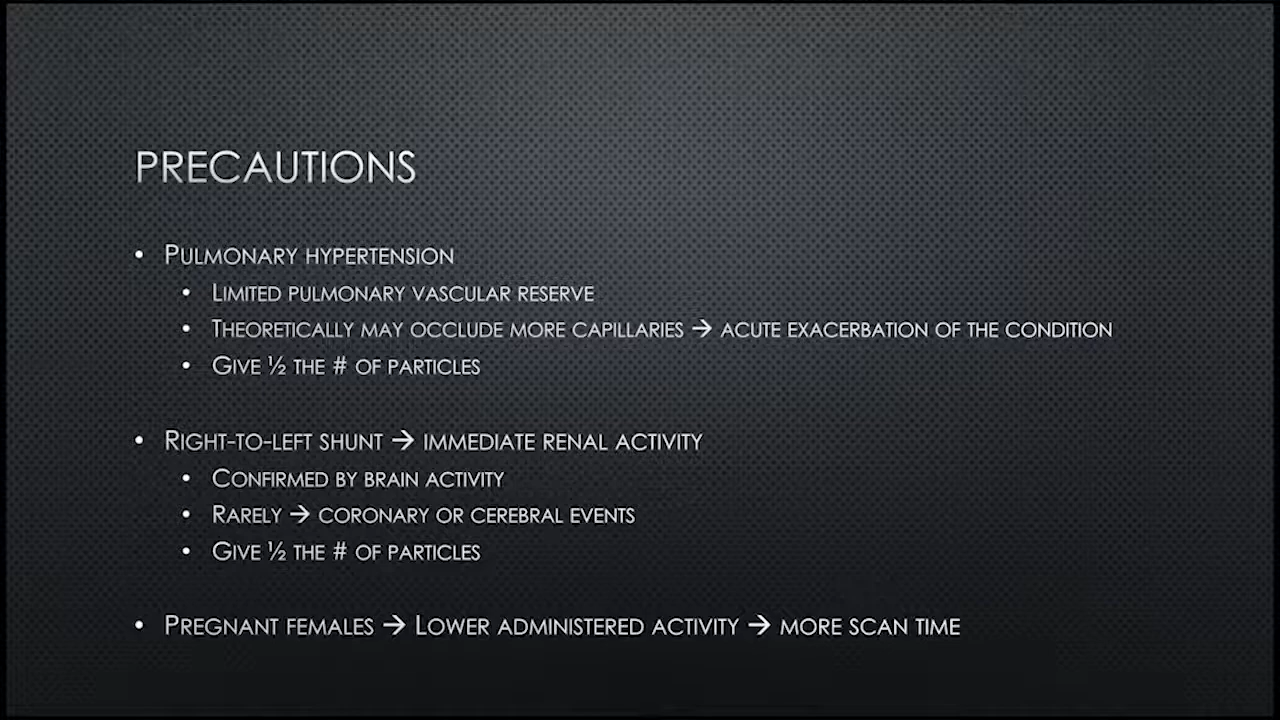 PRECAUTIONS
• PULMONARY HYPERTENSION
• LIMITED PULMONARY VASCULAR RESERVE
• THEORETICALLY MAY OCCLUDE MORE CAPILLARIES → ACUTE EXACERBATION OF THE CONDITION
• GIVE ½ THE # OF PARTICLES
• RIGHT-TO-LEFT SHUNT → IMMEDIATE RENAL ACTIVITY
• CONFIRMED BY BRAIN ACTIVITY
• RARELY → CORONARY OR CEREBRAL EVENTS
• GIVE ½ THE # OF PARTICLES
• PREGNANT FEMALES → LOWER ADMINISTERED ACTIVITY → MORE SCAN TIME